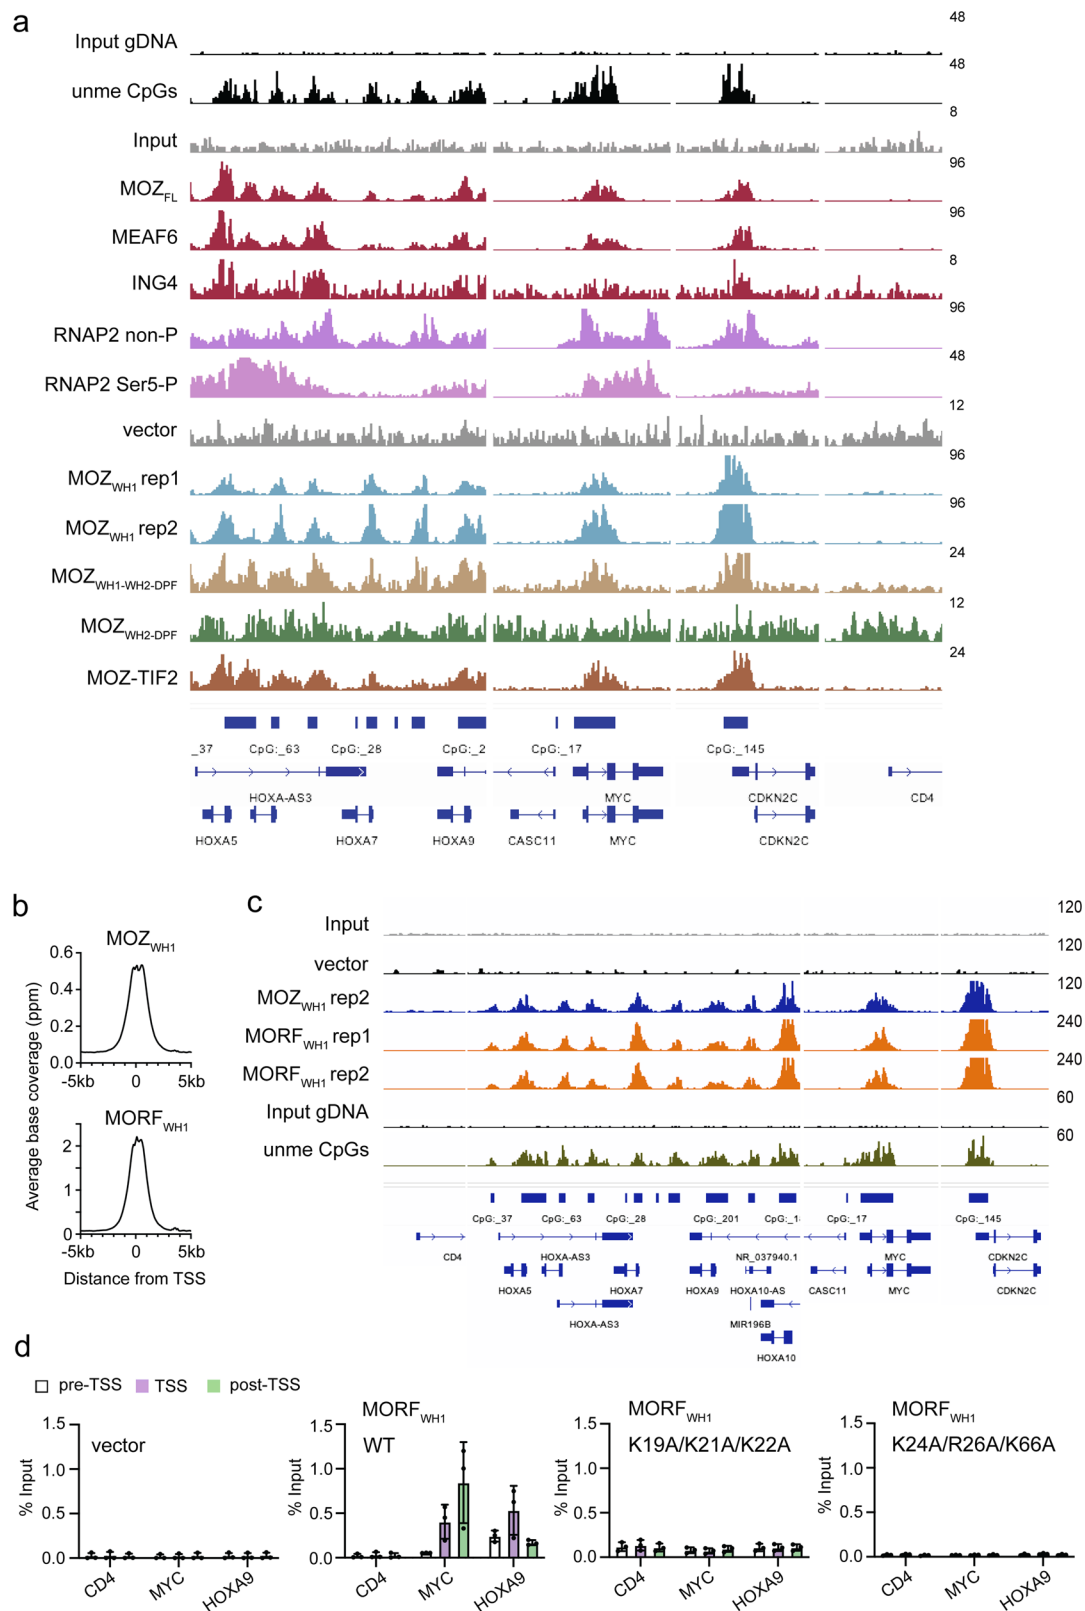 a
Input gDNA
48
unme CpGs
48
Input
8
MOZFL
96
MEAF6
96
ING4
8
RNAP2 non-P
96
RNAP2 Ser5-P
48
vector
12
MOZWH1 rep1
96
MOZWH1 rep2
96
MOZWH1-WH2-DPF
24
MOZWH2-DPF
12
MOZ-TIF2
24
_37 CpG:_63 CpG:_28 CpG:_2 CpG:_17 CpG:_145
HOXA-AS3 MYC CDKN2C CD4
HOXA5 HOXA7 HOXA9 CASC11 MYC CDKN2C
b
MOZWH1
0.6
0.4
0.2
0.0
-5kb 0 5kb
MORFWH1
2
1
0
-5kb 0 5kb
Average base coverage (ppm)
Distance from TSS
c
Input
120
vector
120
MOZWH1 rep2
120
MORFWH1 rep1
240
MORFWH1 rep2
240
Input gDNA
60
unme CpGs
60
CpG:_37 CpG:_63 CpG:_28 CpG:_201 CpG:_1 CpG:_17 CpG:_145
CD4 HOXA-AS3 NR_037940.1 MYC CDKN2C
HOXA5 HOXA7 HOXA9 HOXA10-AS CASC11 MYC CDKN2C
HOXA-AS3 MIR196B
HOXA10
d
pre-TSS TSS post-TSS
vector
% Input
1.5
1.0
0.5
0.0
CD4 MYC HOXA9
MORFWH1
WT
% Input
1.5
1.0
0.5
0.0
CD4 MYC HOXA9
MORFWH1
K19A/K21A/K22A
% Input
1.5
1.0
0.5
0.0
CD4 MYC HOXA9
MORFWH1
K24A/R26A/K66A
% Input
1.5
1.0
0.5
0.0
CD4 MYC HOXA9